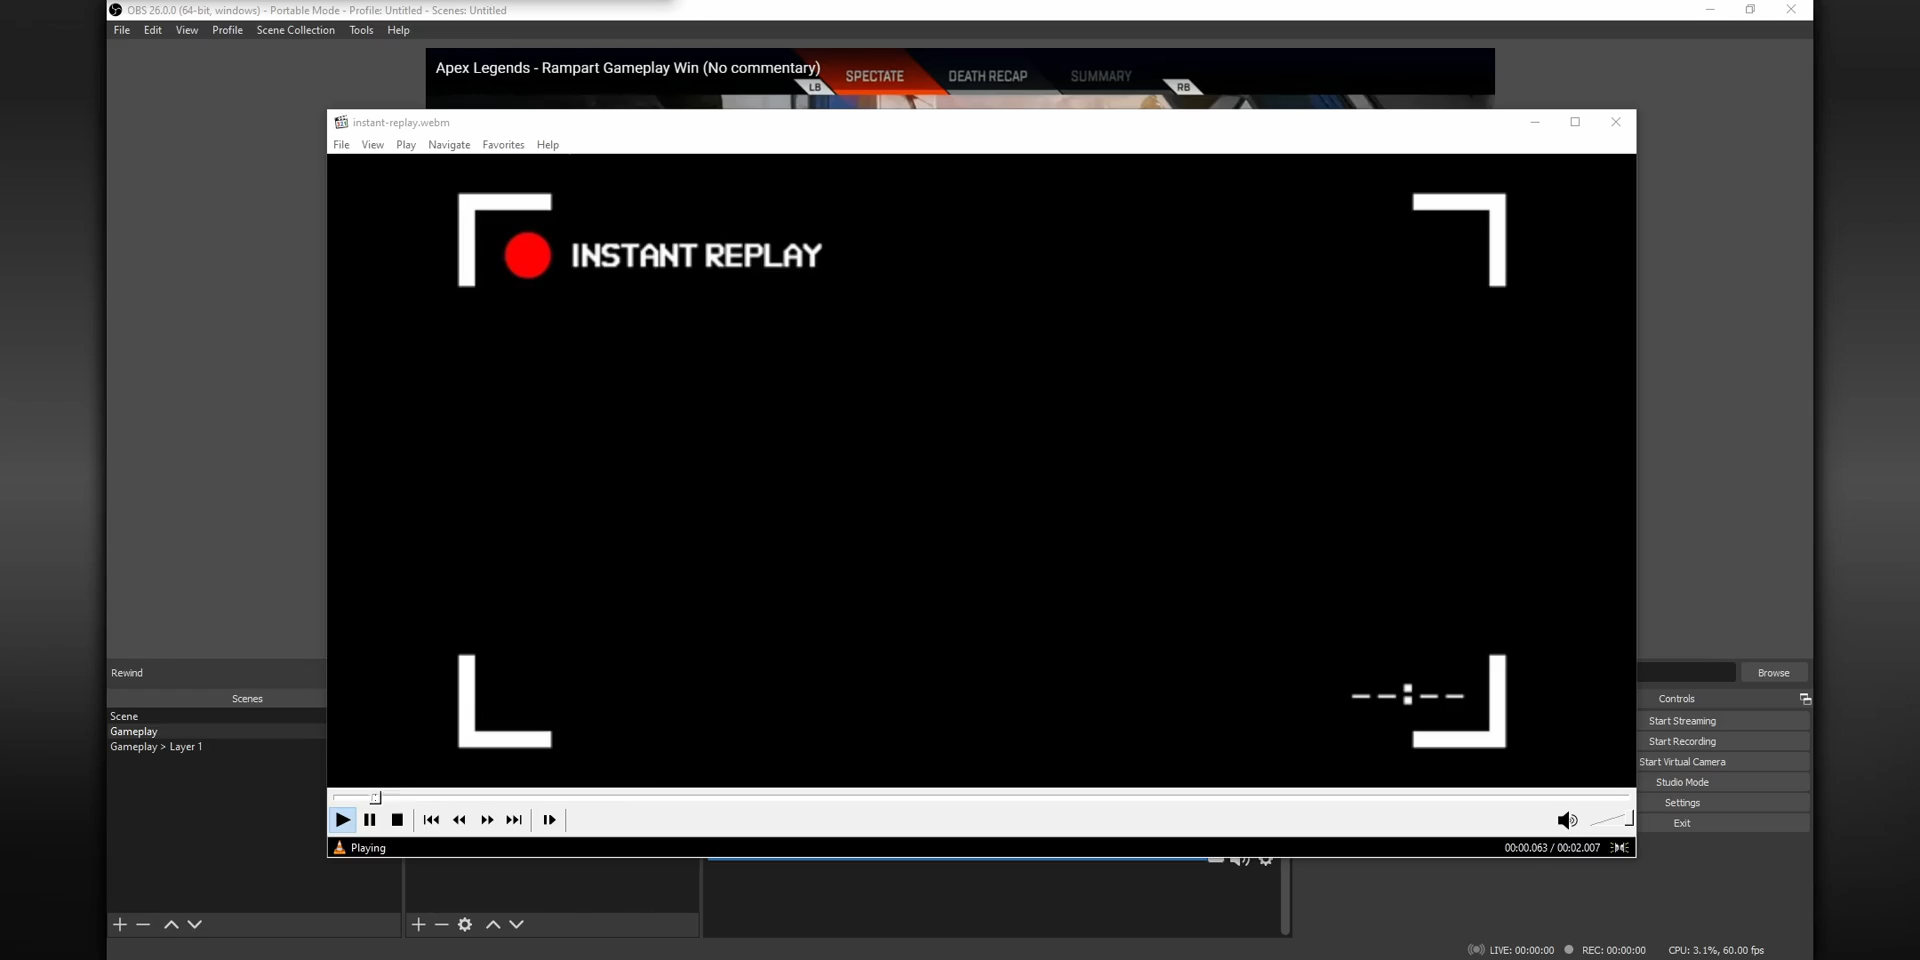 OBS 26.0.0 (64-bit, windows) - Portable Mode - Profile: Untitled - Scenes: Untitled
File Edit View Profile Scene Collection Tools Help
Apex Legends - Rampart Gameplay Win (No commentary)
LB SPECTATE DEATH RECAP SUMMARY RB
instant-replay.webm
File View Play Navigate Favorites Help
INSTANT REPLAY
--:--
Rewind
Browse
Scenes
Controls
Scene
Gameplay
Gameplay > Layer 1
Start Streaming
Start Recording
Start Virtual Camera
Studio Mode
Settings
Exit
Playing
00:00.063 / 00:02.007
LIVE: 00:00:00 REC: 00:00:00 CPU: 3.1%, 60.00 fps